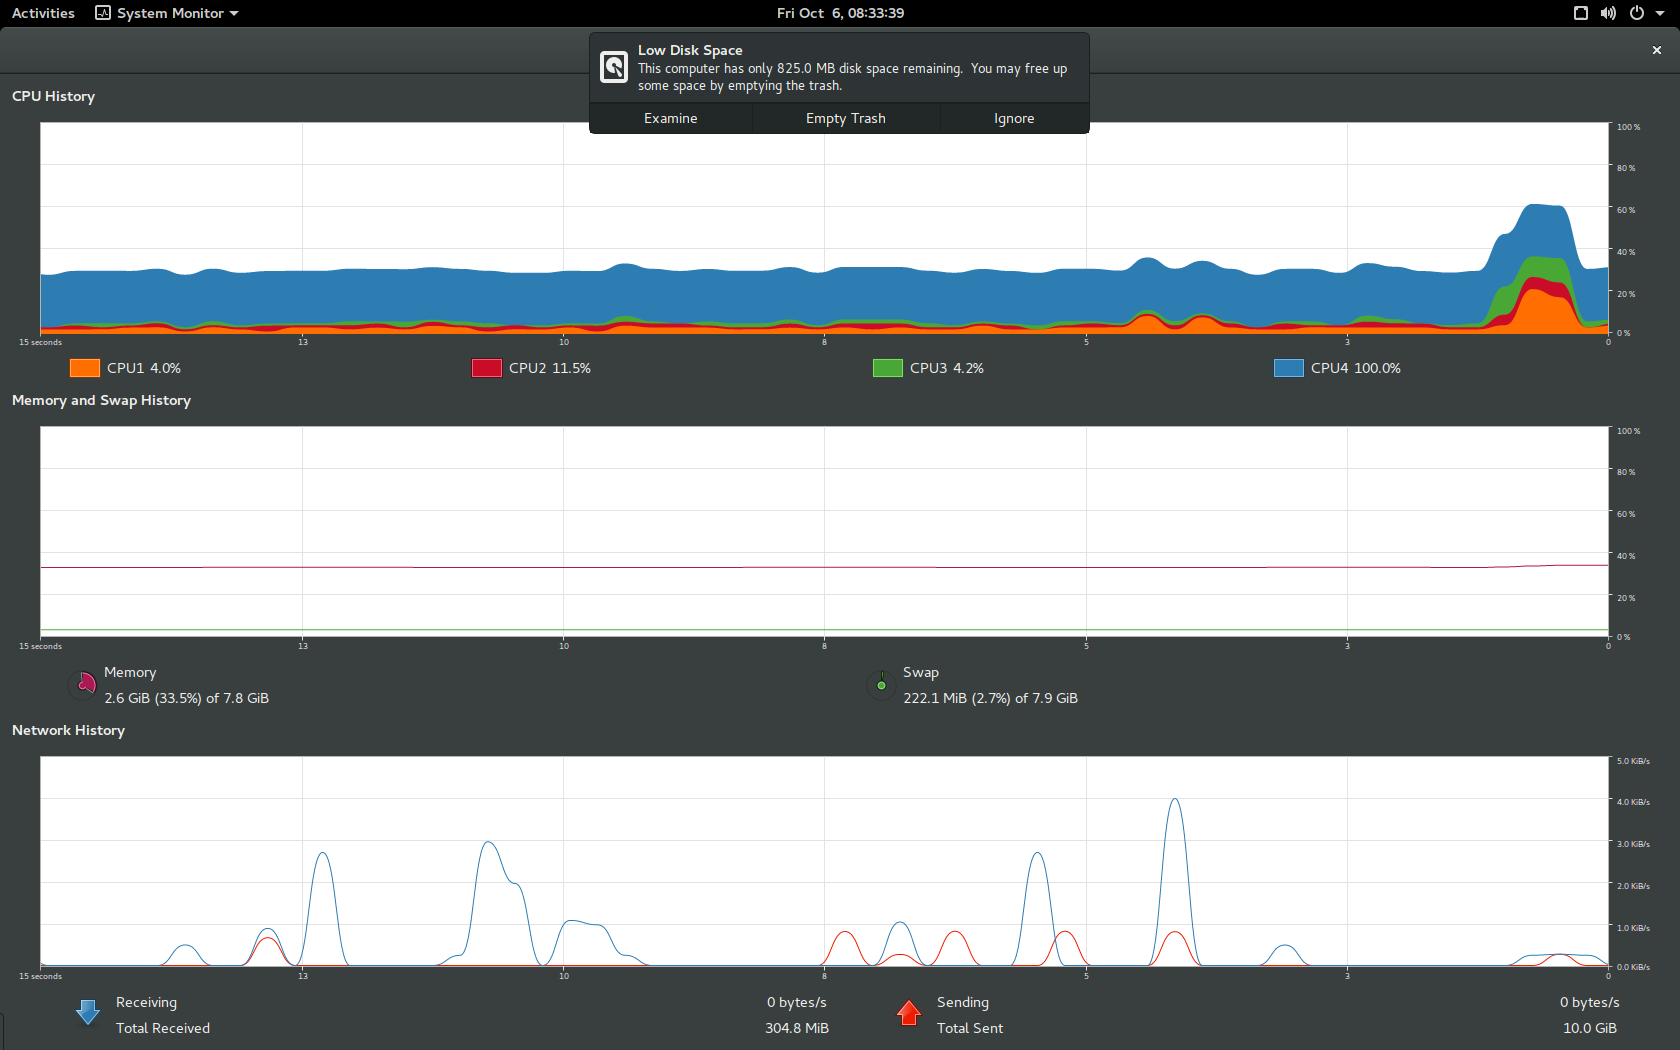 Activities
System Monitor
Fri Oct  6, 08:33:39
Low Disk Space
This computer has only 825.0 MB disk space remaining.  You may free up
some space by emptying the trash.
Examine
Empty Trash
Ignore
CPU History
100 %
80 %
60 %
40 %
20 %
0 %
15 seconds
13
10
8
5
3
0
CPU1 4.0%
CPU2 11.5%
CPU3 4.2%
CPU4 100.0%
Memory and Swap History
100 %
80 %
60 %
40 %
20 %
0 %
15 seconds
13
10
8
5
3
0
Memory
2.6 GiB (33.5%) of 7.8 GiB
Swap
222.1 MiB (2.7%) of 7.9 GiB
Network History
5.0 KiB/s
4.0 KiB/s
3.0 KiB/s
2.0 KiB/s
1.0 KiB/s
0.0 KiB/s
15 seconds
13
10
8
5
3
0
Receiving
0 bytes/s
Total Received
304.8 MiB
Sending
0 bytes/s
Total Sent
10.0 GiB